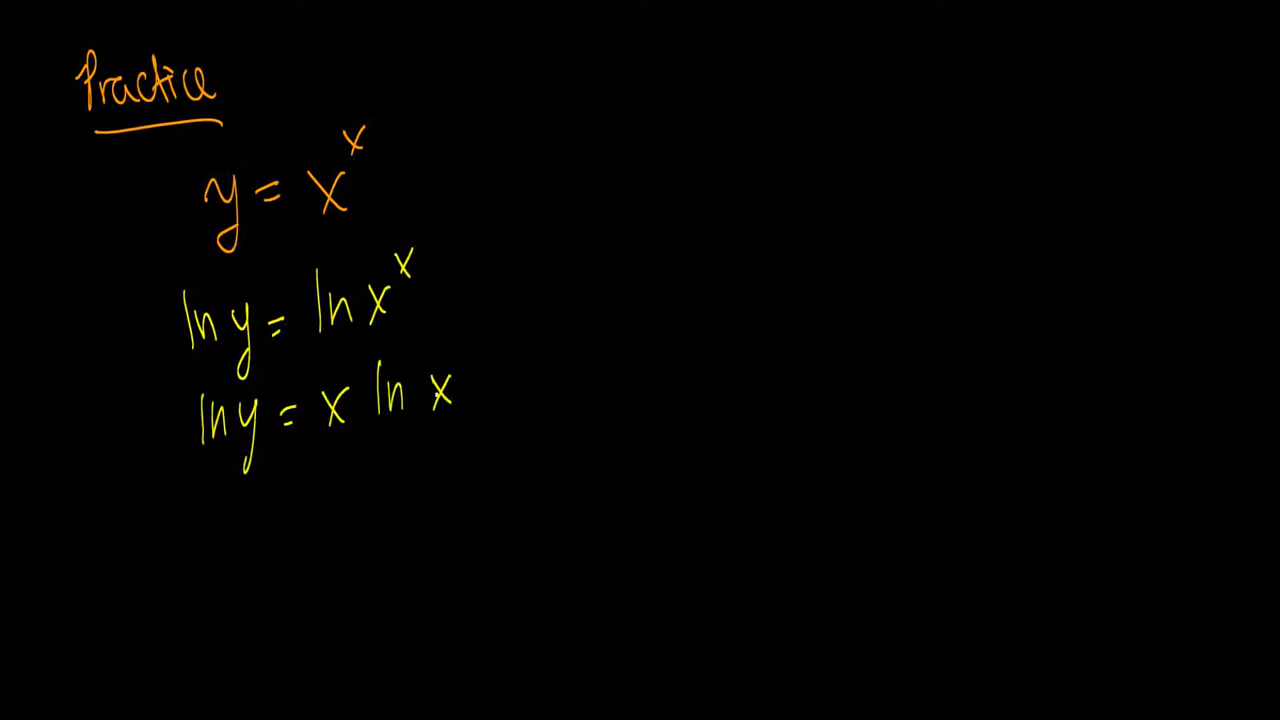 Practice
y = x^x
ln y = ln x^x
ln y = x ln x